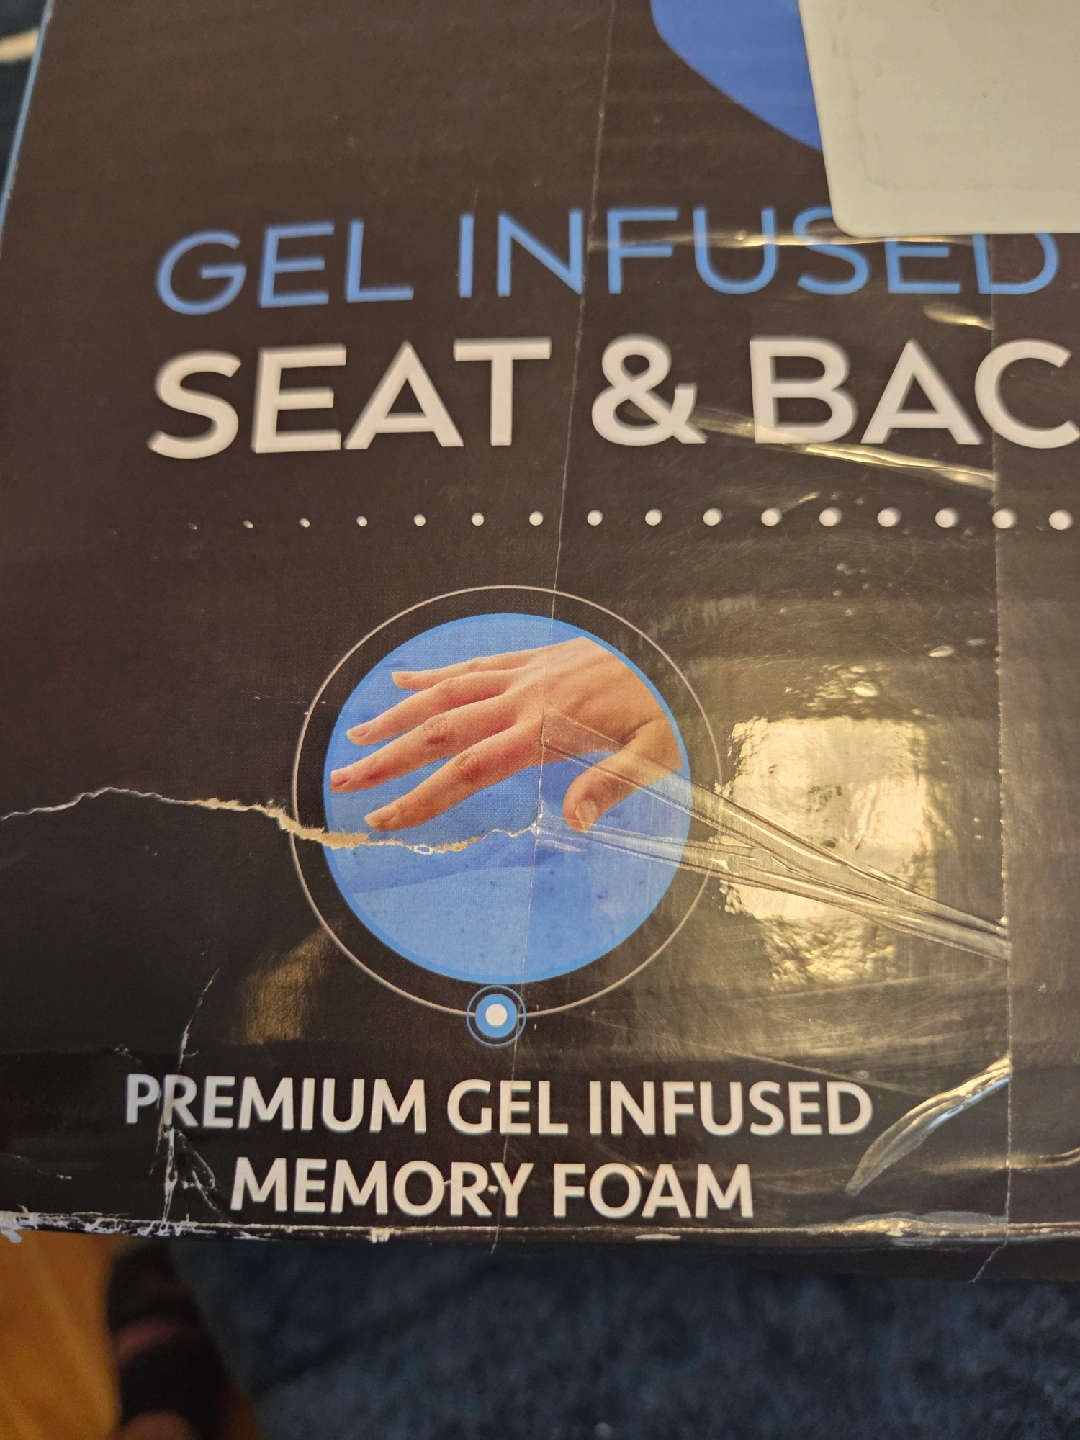 GEL INFUSED
SEAT & BAC
PREMIUM GEL INFUSED
MEMORY FOAM